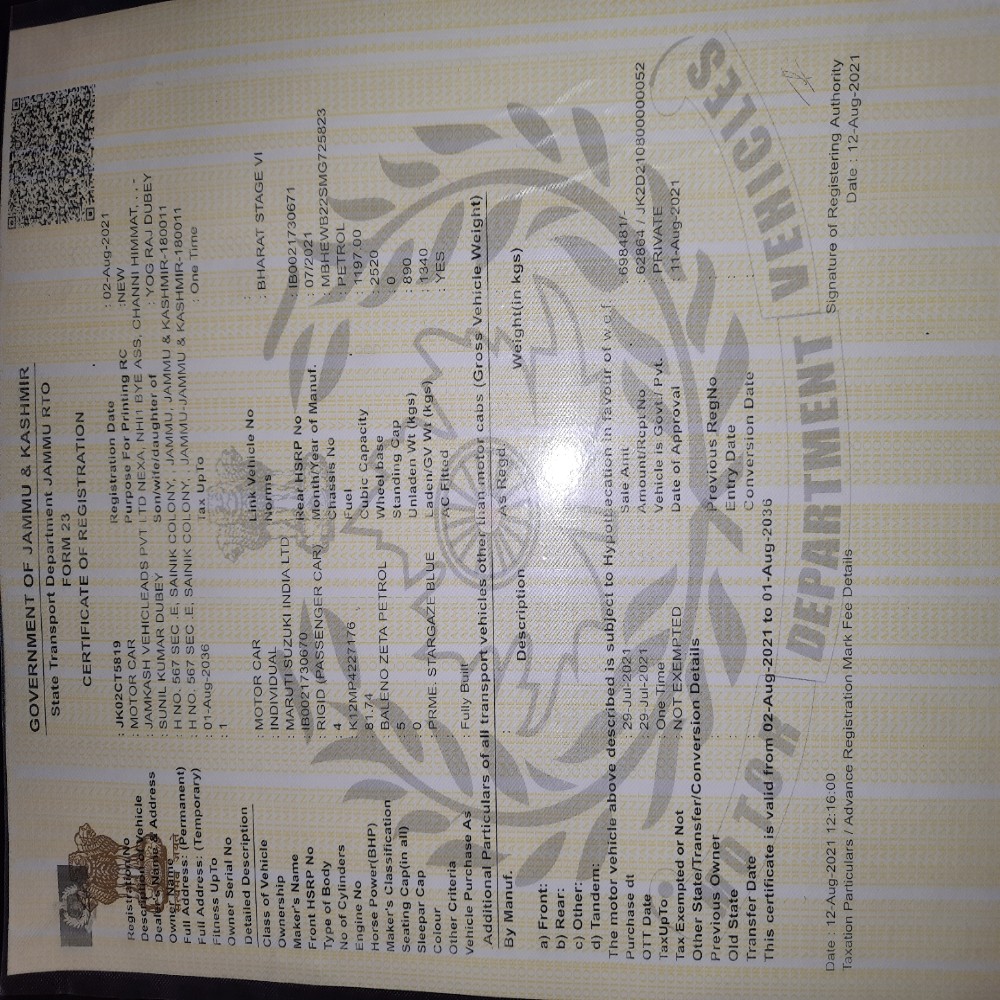 GOVERNMENT OF JAMMU & KASHMIR
State Transport Department JAMMU RTO
FORM 23
CERTIFICATE OF REGISTRATION
Registration No : JK02CT5819 Registration Date : 02-Aug-2021
Description of Vehicle : MOTOR CAR Purpose For Printing RC : NEW
Dealer's Name & Address : JAMKASH VEHICLEADS PVT LTD NEXA, NH11 BYE ASS, CHANNI HIMMAT, , , -
Owner Name : SUNIL KUMAR DUBEY Son/wife/daughter of : YOG RAJ DUBEY
Full Address: (Permanent) : H NO. 567 SEC .E, SAINIK COLONY, JAMMU, JAMMU & KASHMIR-180011
Full Address: (Temporary) : H NO. 567 SEC .E, SAINIK COLONY, JAMMU-JAMMU & KASHMIR-180011
Fitness UpTo : 01-Aug-2036 Tax UpTo : One Time
Owner Serial No : 1
Detailed Description
Class of Vehicle : MOTOR CAR Link Vehicle No
Ownership : INDIVIDUAL Norms : BHARAT STAGE VI
Maker's Name : MARUTI SUZUKI INDIA LTD
Front HSRP No IB0021730670 Rear HSRP No : IB0021730671
Type of Body : RIGID (PASSENGER CAR) Month/Year of Manuf. : 07/2021
No of Cylinders : 4 Chassis No : MBHEWB22SMG725823
Engine No : K12MP4227176 Fuel : PETROL
Horse Power(BHP) : 81.74 Cubic Capacity : 1197.00
Maker's Classification : BALENO ZETA PETROL Wheel base : 2520
Seating Cap(in all) : 5 Standing Cap : 0
Sleepar Cap : 0 Unladen Wt (kgs) : 890
Colour : PRME. STARGAZE BLUE Laden/GV Wt (kgs) : 1340
Other Criteria AC Fitted : YES
Vehicle Purchase As : Fully Built
Additional Particulars of all transport vehicles other than motor cabs (Gross Vehicle Weight)
By Manuf. : As Regd
Description Weight(in kgs)
a) Front:
b) Rear:
c) Other:
d) Tandem:
The motor vehicle above described is subject to Hypothecation in favour of w.e.f
Purchase dt : 29-Jul-2021 Sale Amt : 698481/-
OTT Date : 29-Jul-2021 Amount/Rcpt No : 62864 / JK2D21080000052
TaxUpTo : One Time Vehicle is Govt./ Pvt. : PRIVATE
Tax Exempted or Not : NOT EXEMPTED Date of Approval : 11-Aug-2021
Other State/Transfer/Conversion Details
Previous Owner : Previous RegNo :
Old State : Entry Date :
Transfer Date : Conversion Date :
This certificate is valid from 02-Aug-2021 to 01-Aug-2036
MOTOR VEHICLES DEPARTMENT
Signature of Registering Authority
Date : 12-Aug-2021 12:16:00 Date : 12-Aug-2021
Taxation Particulars / Advance Registration Mark Fee Details